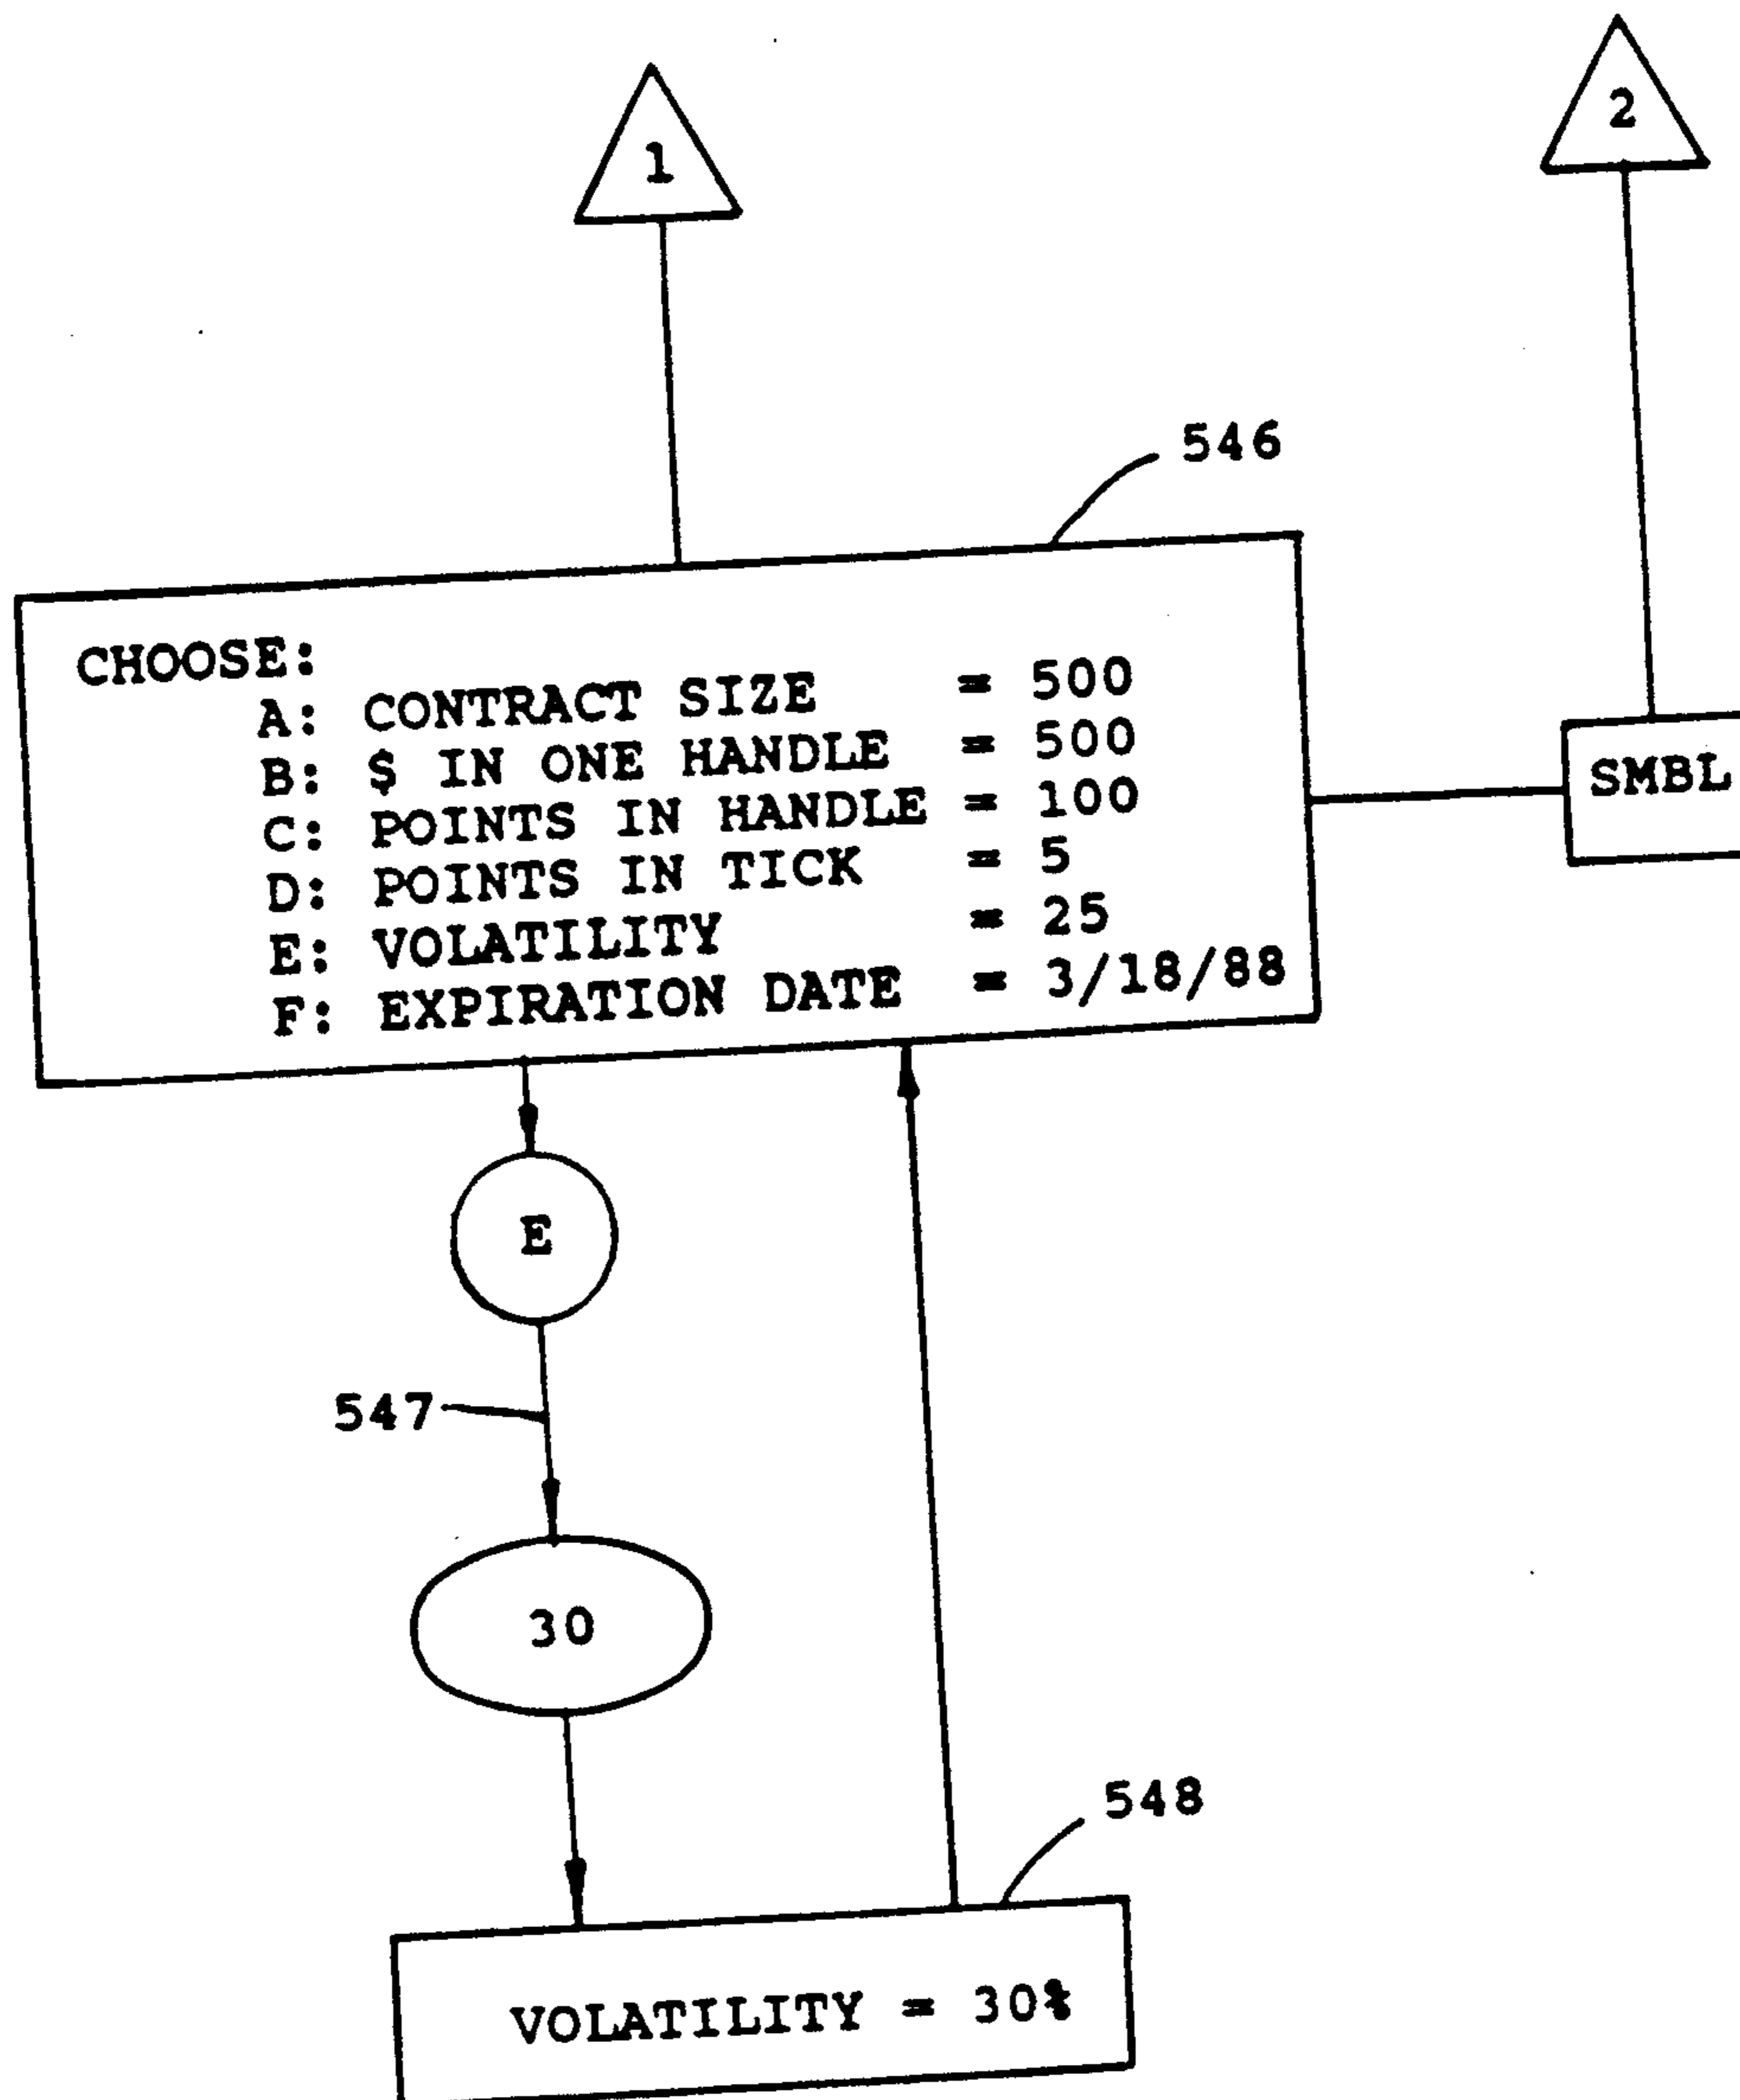 2
1
546
CHOOSE:
A: CONTRACT SIZE = 500
B: $ IN ONE HANDLE = 500
C: POINTS IN HANDLE = 100
D: POINTS IN TICK = 5
E: VOLATILITY = 25
F: EXPIRATION DATE = 3/18/88
SMBL
E
547
30
548
VOLATILITY = 30%